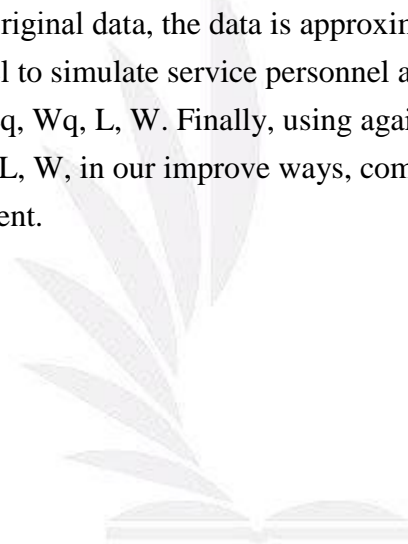 riginal data, the data is approxim
l to simulate service personnel a
q, Wq, L, W. Finally, using agai
L, W, in our improve ways, com
ent.